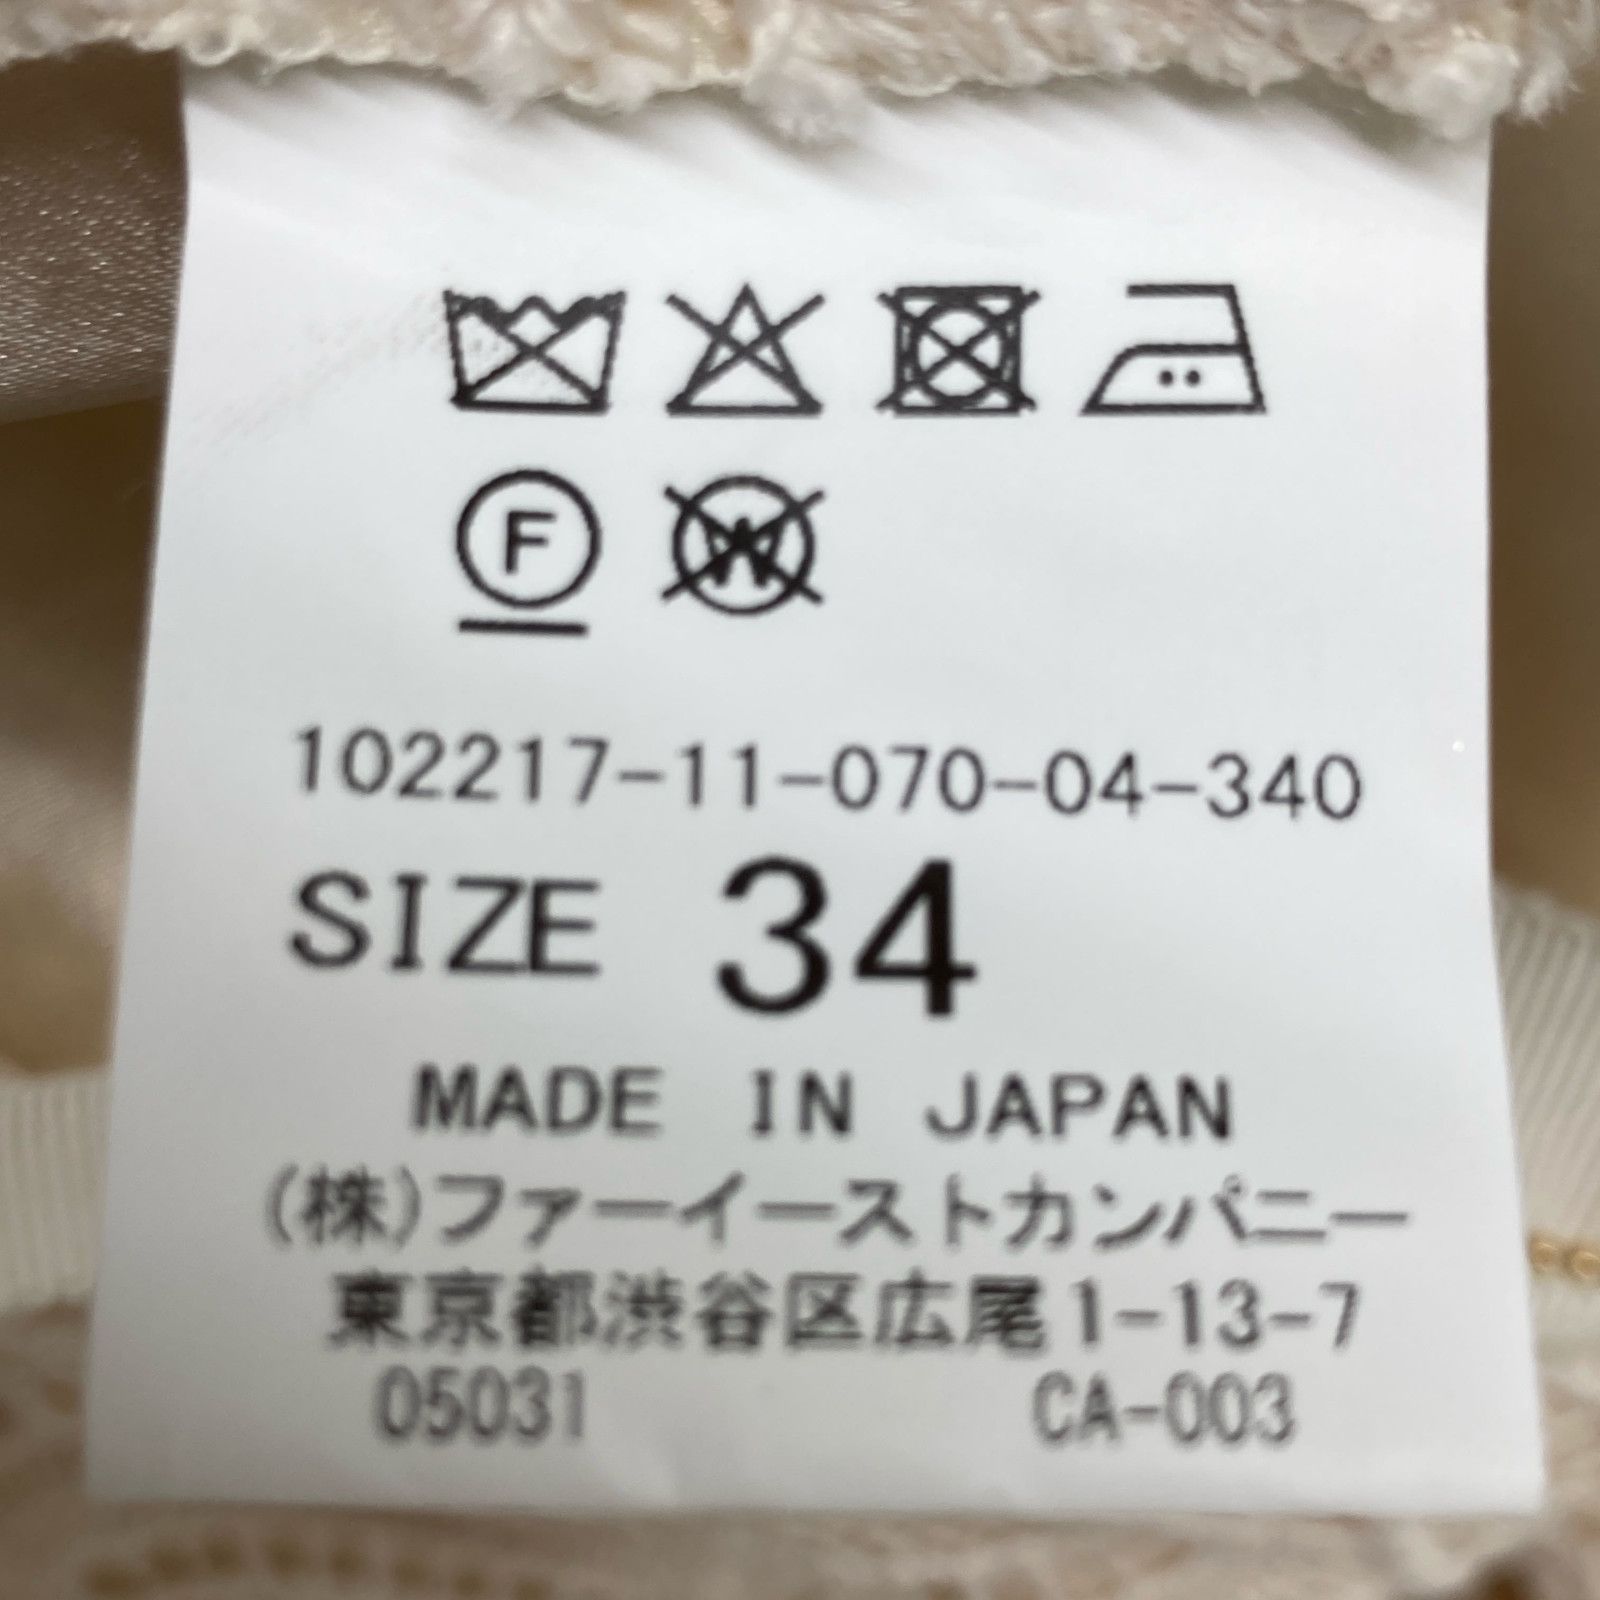 F W
102217-11-070-04-340
SIZE 34
MADE IN JAPAN
(株)ファーイーストカンパニー
東京都渋谷区広尾1-13-7
05031 CA-003